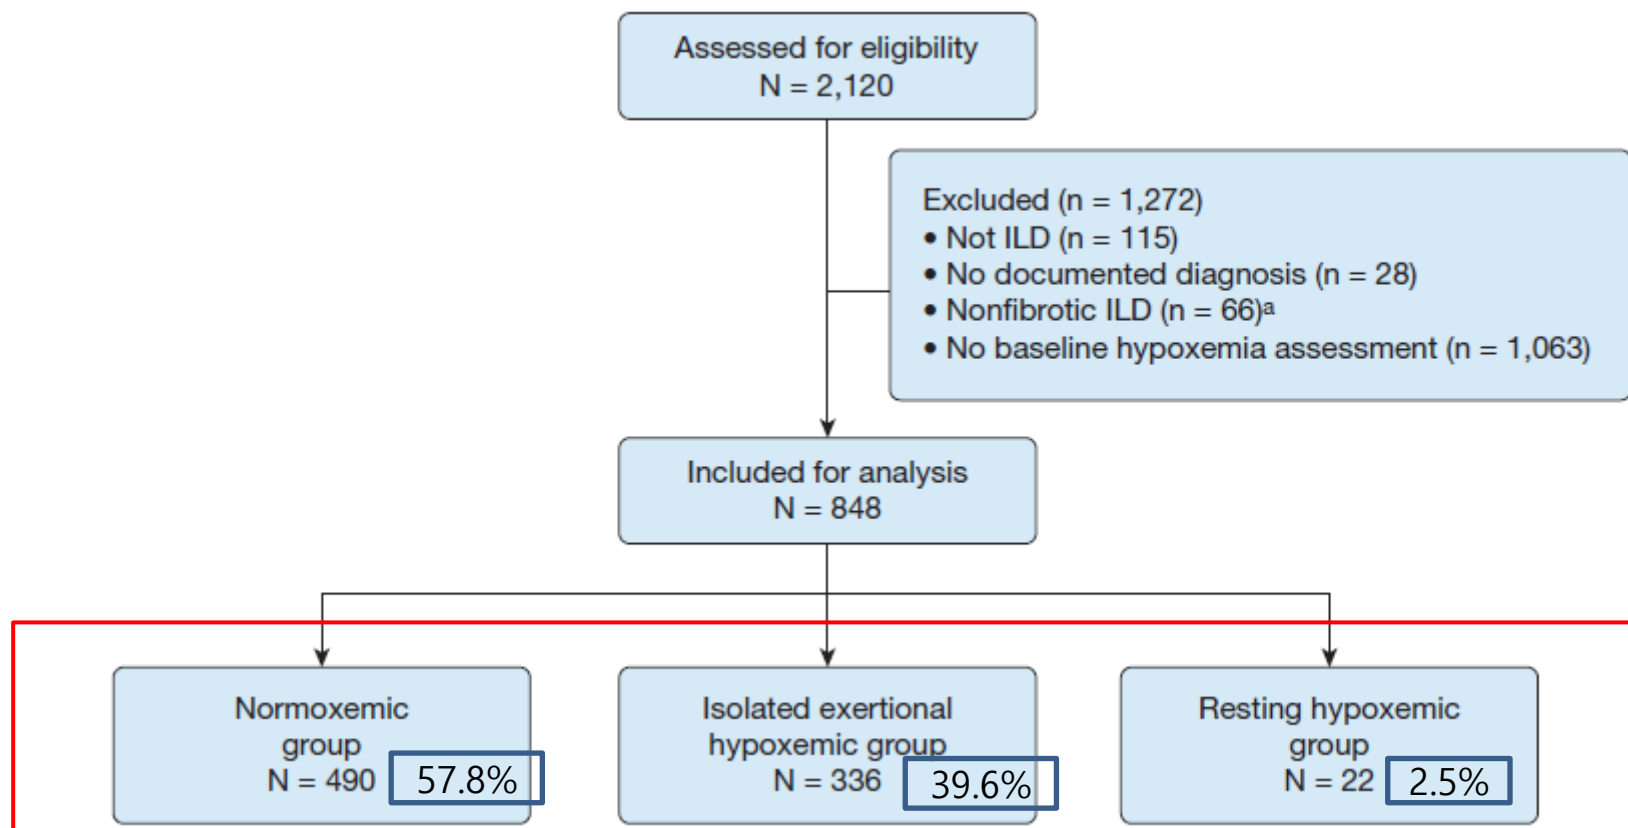 Assessed for eligibility
N = 2,120
Excluded (n = 1,272)
• Not ILD (n = 115)
• No documented diagnosis (n = 28)
• Nonfibrotic ILD (n = 66)ᵃ
• No baseline hypoxemia assessment (n = 1,063)
Included for analysis
N = 848
Normoxemic
group
N = 490 57.8%
Isolated exertional
hypoxemic group
N = 336 39.6%
Resting hypoxemic
group
N = 22 2.5%